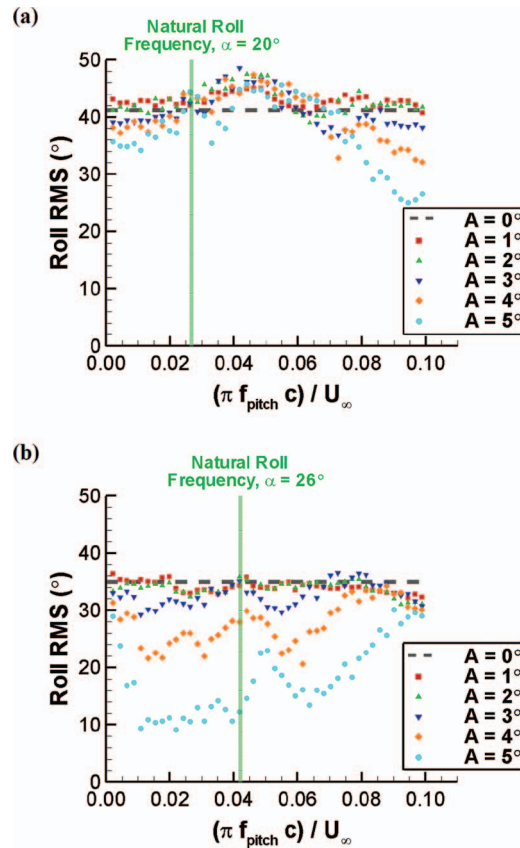 (a)
Natural Roll
Frequency, α = 20°
50
40
30
20
10
0
Roll RMS (°)
A = 0°
A = 1°
A = 2°
A = 3°
A = 4°
A = 5°
0.00 0.02 0.04 0.06 0.08 0.10
(π f_pitch c) / U_∞
(b)
Natural Roll
Frequency, α = 26°
50
40
30
20
10
0
Roll RMS (°)
A = 0°
A = 1°
A = 2°
A = 3°
A = 4°
A = 5°
0.00 0.02 0.04 0.06 0.08 0.10
(π f_pitch c) / U_∞